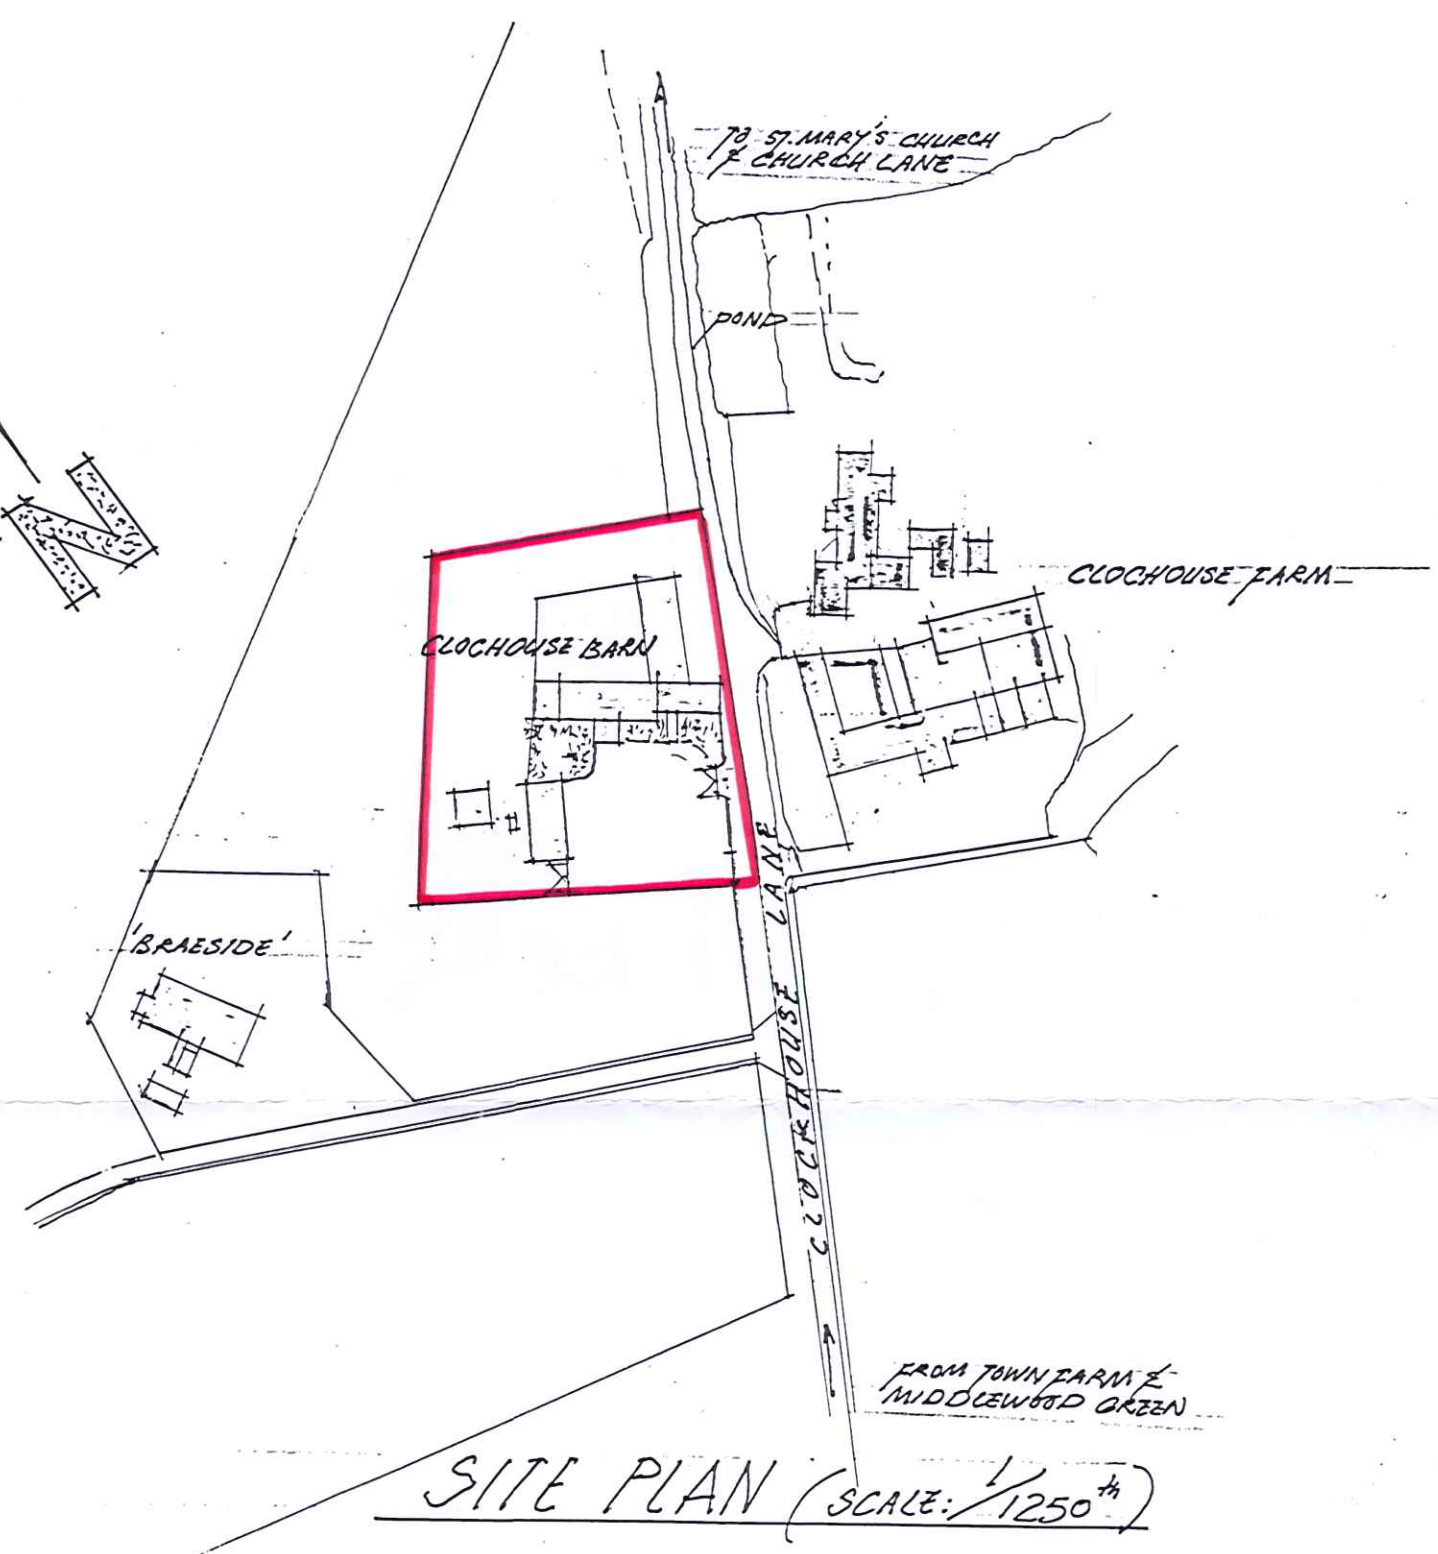 TO ST. MARY'S CHURCH
& CHURCH LANE
POND
N
CLOCHOUSE FARM
CLOCHOUSE BARN
CLOCKHOUSE LANE
'BRAESIDE'
FROM TOWN FARM &
MIDDLEWOOD GREEN
SITE PLAN (SCALE: 1/1250th)